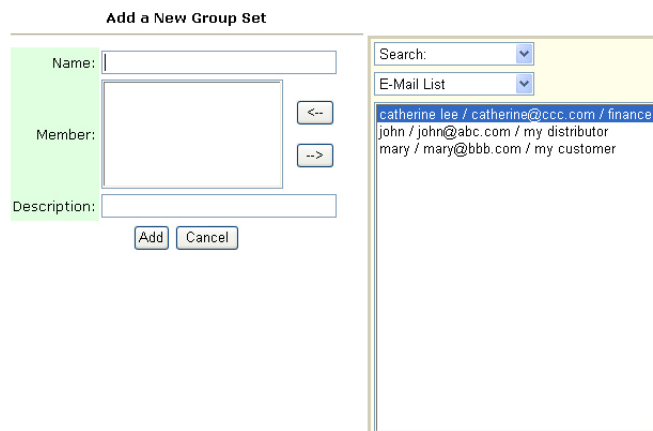 Add a New Group Set
Name:
Member:
<--
-->
Description:
Add Cancel
Search:
E-Mail List
catherine lee / catherine@ccc.com / finance
john / john@abc.com / my distributor
mary / mary@bbb.com / my customer